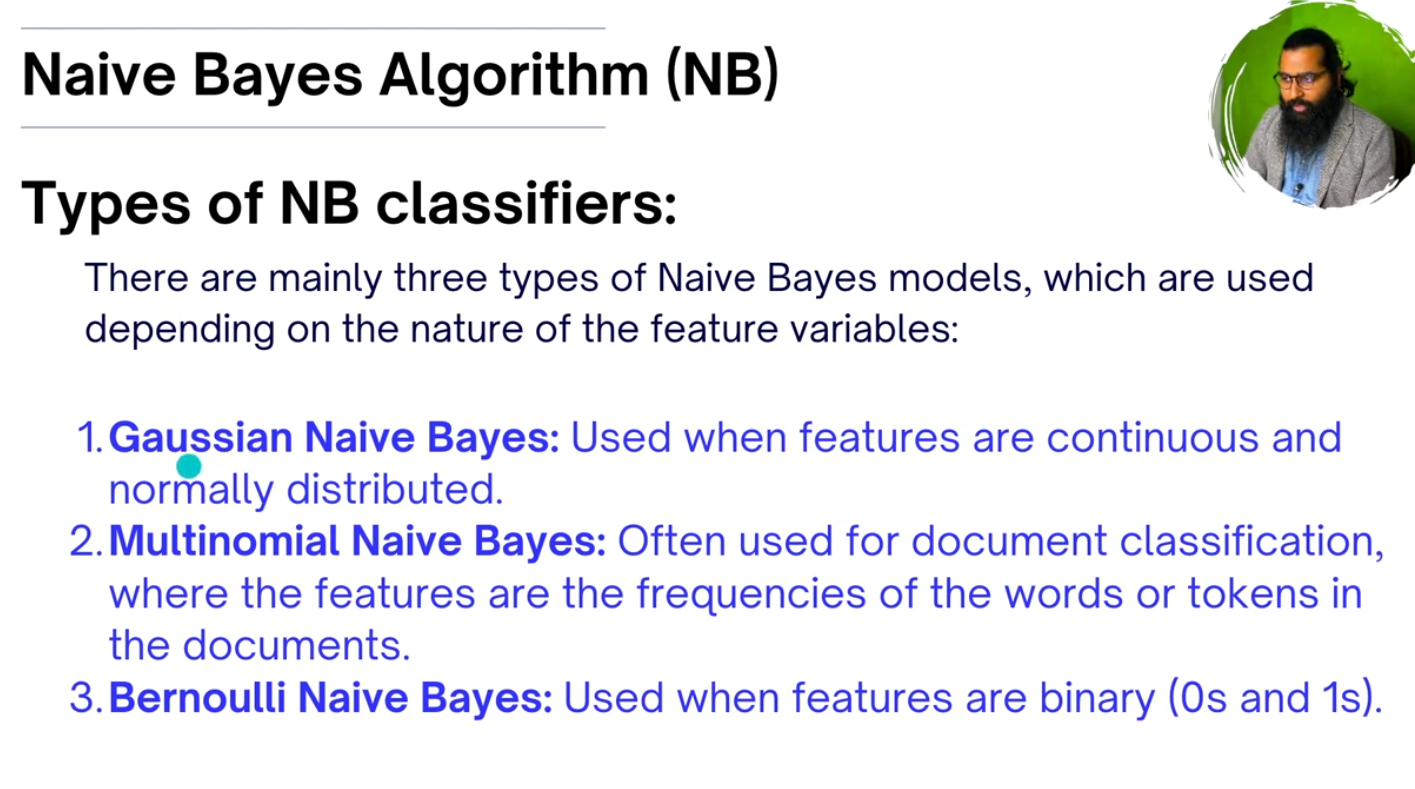 Naive Bayes Algorithm (NB)
Types of NB classifiers:
There are mainly three types of Naive Bayes models, which are used
depending on the nature of the feature variables:
1. Gaussian Naive Bayes: Used when features are continuous and
normally distributed.
2. Multinomial Naive Bayes: Often used for document classification,
where the features are the frequencies of the words or tokens in
the documents.
3. Bernoulli Naive Bayes: Used when features are binary (0s and 1s).